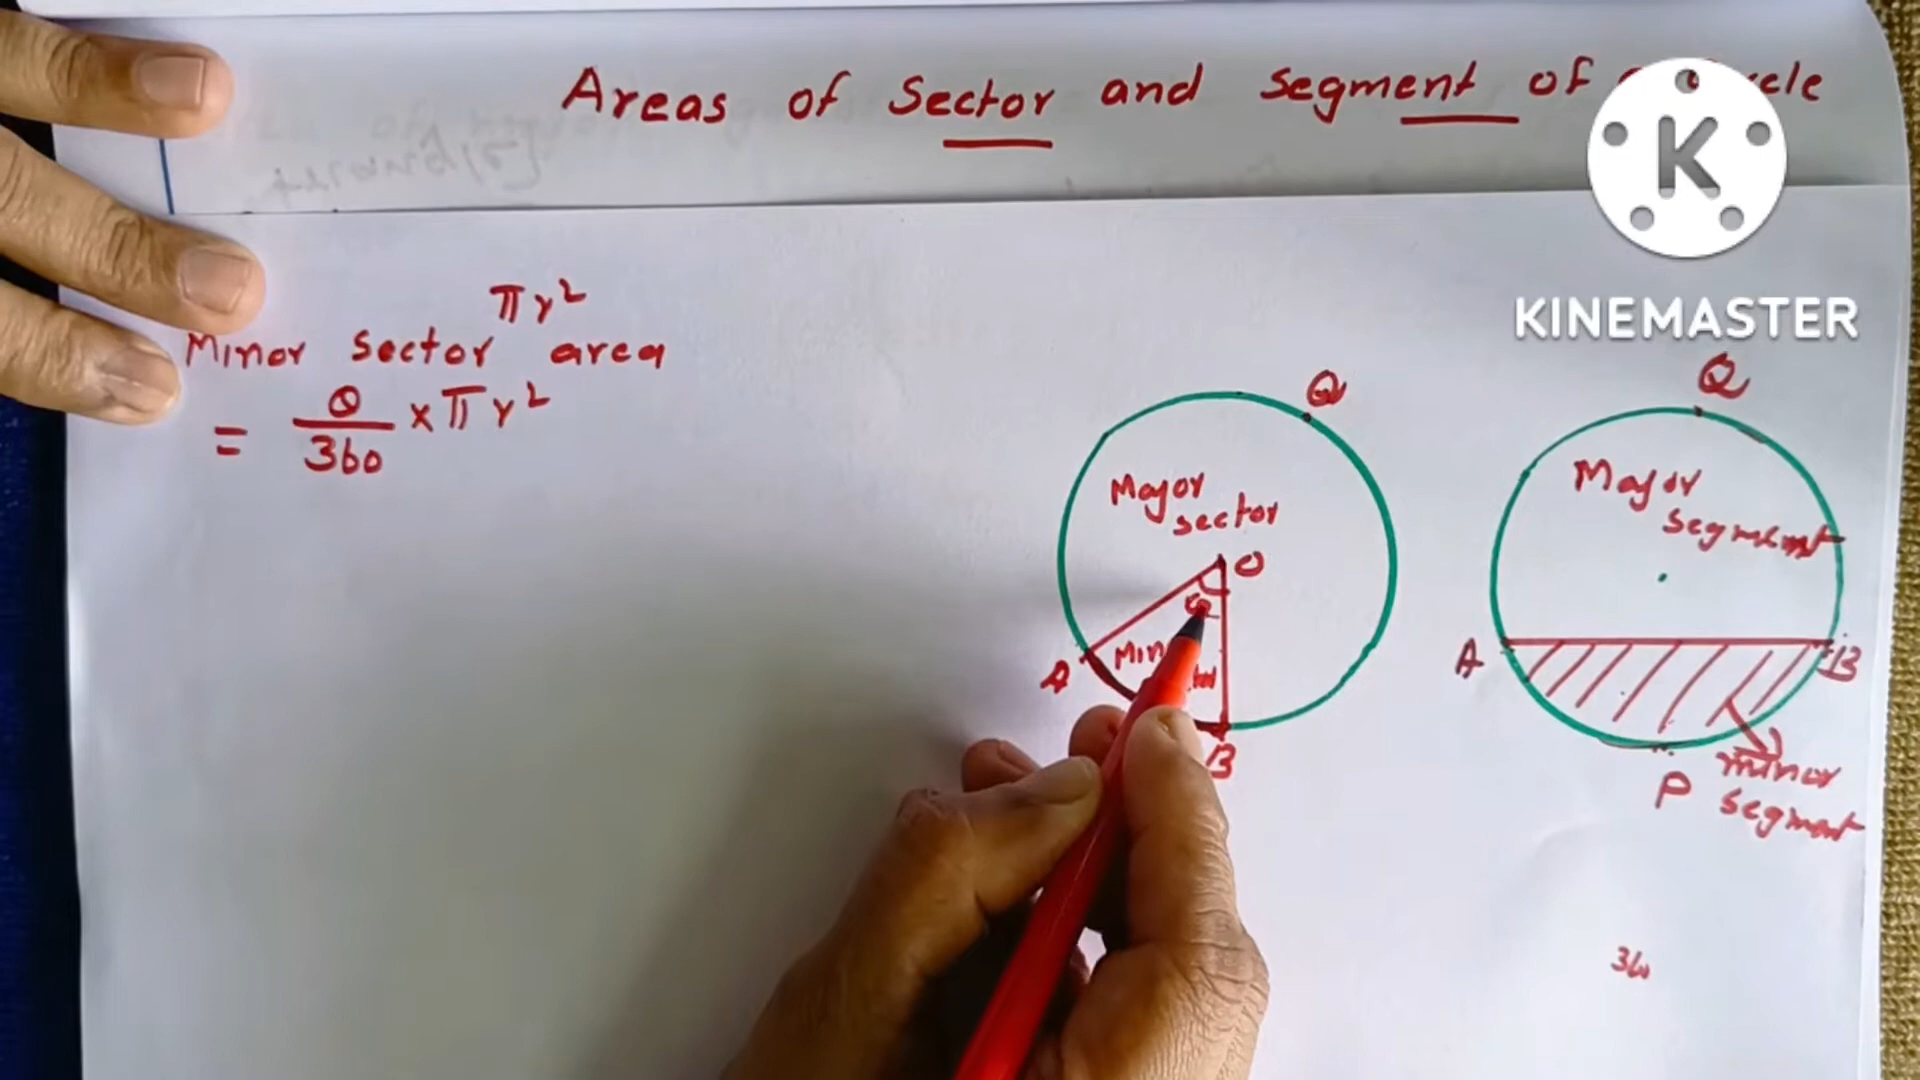 Areas of Sector and segment of
K
KINEMASTER
πr²
Minor sector area
= θ/360 × πr²
Q
Major
sector
O
A
B
Q
Major
segment
A
B
P
minor
segment
360